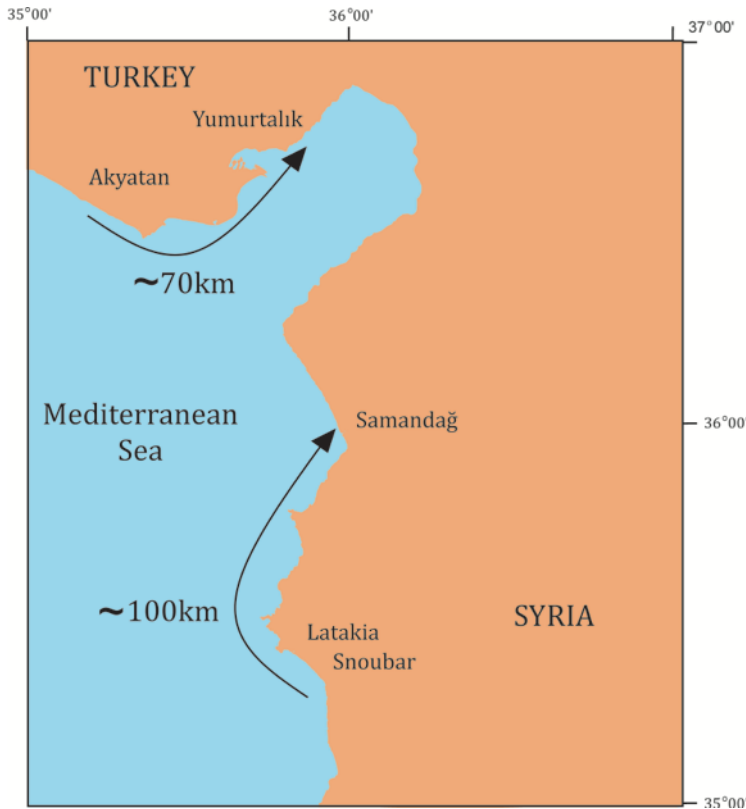 35°00'
36°00'
37°00'
TURKEY
Yumurtalık
Akyatan
~70km
Mediterranean
Sea
Samandağ
36°00'
~100km
SYRIA
Latakia
Snoubar
35°00'